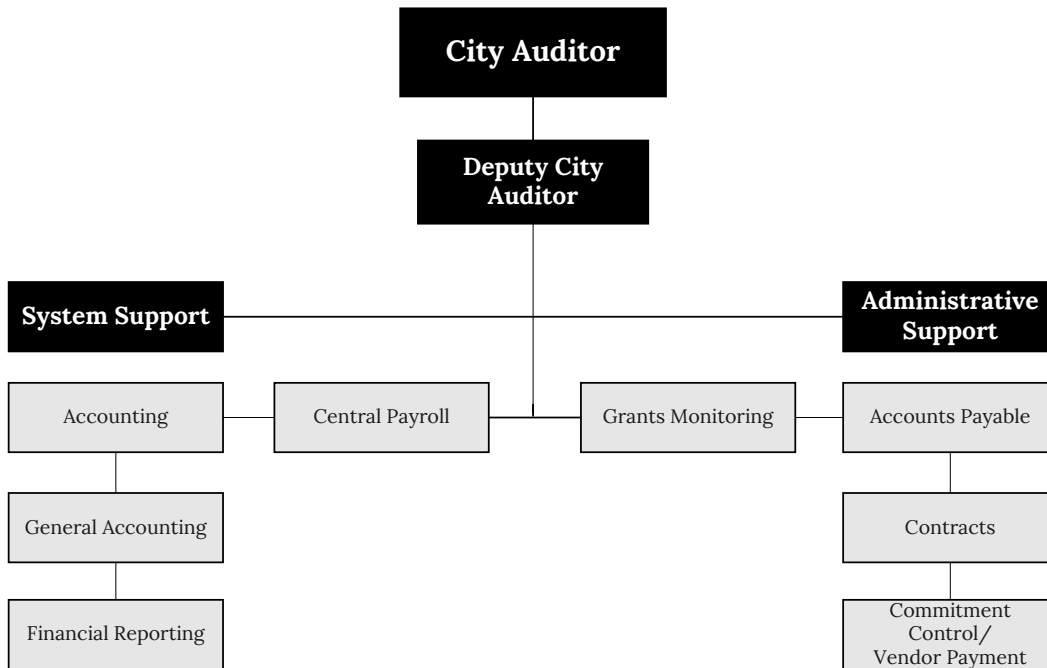 City Auditor
Deputy City
Auditor
System Support
Administrative
Support
Accounting
Central Payroll
Grants Monitoring
Accounts Payable
General Accounting
Contracts
Financial Reporting
Commitment
Control/
Vendor Payment